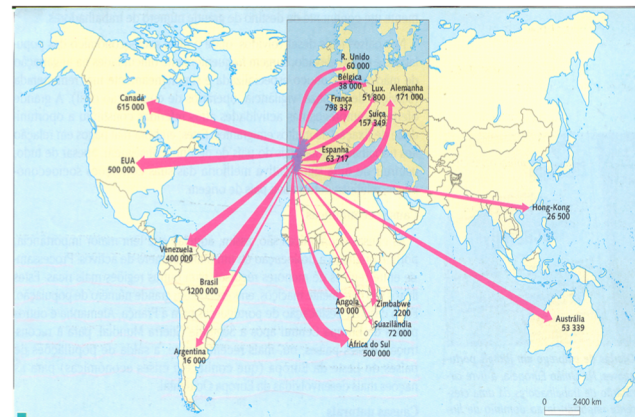 R. Unido
60 000
Bélgica
38 000
Lux.
51 800
Alemanha
171 000
França
798 337
Suíça
157 349
Espanha
63 717
Canadá
615 000
EUA
500 000
Venezuela
400 000
Brasil
1200 000
Argentina
16 000
Angola
20 000
Zimbabwe
2200
Suazilândia
72 000
África do Sul
500 000
Hong-Kong
26 500
Austrália
53 339
0 2400 km